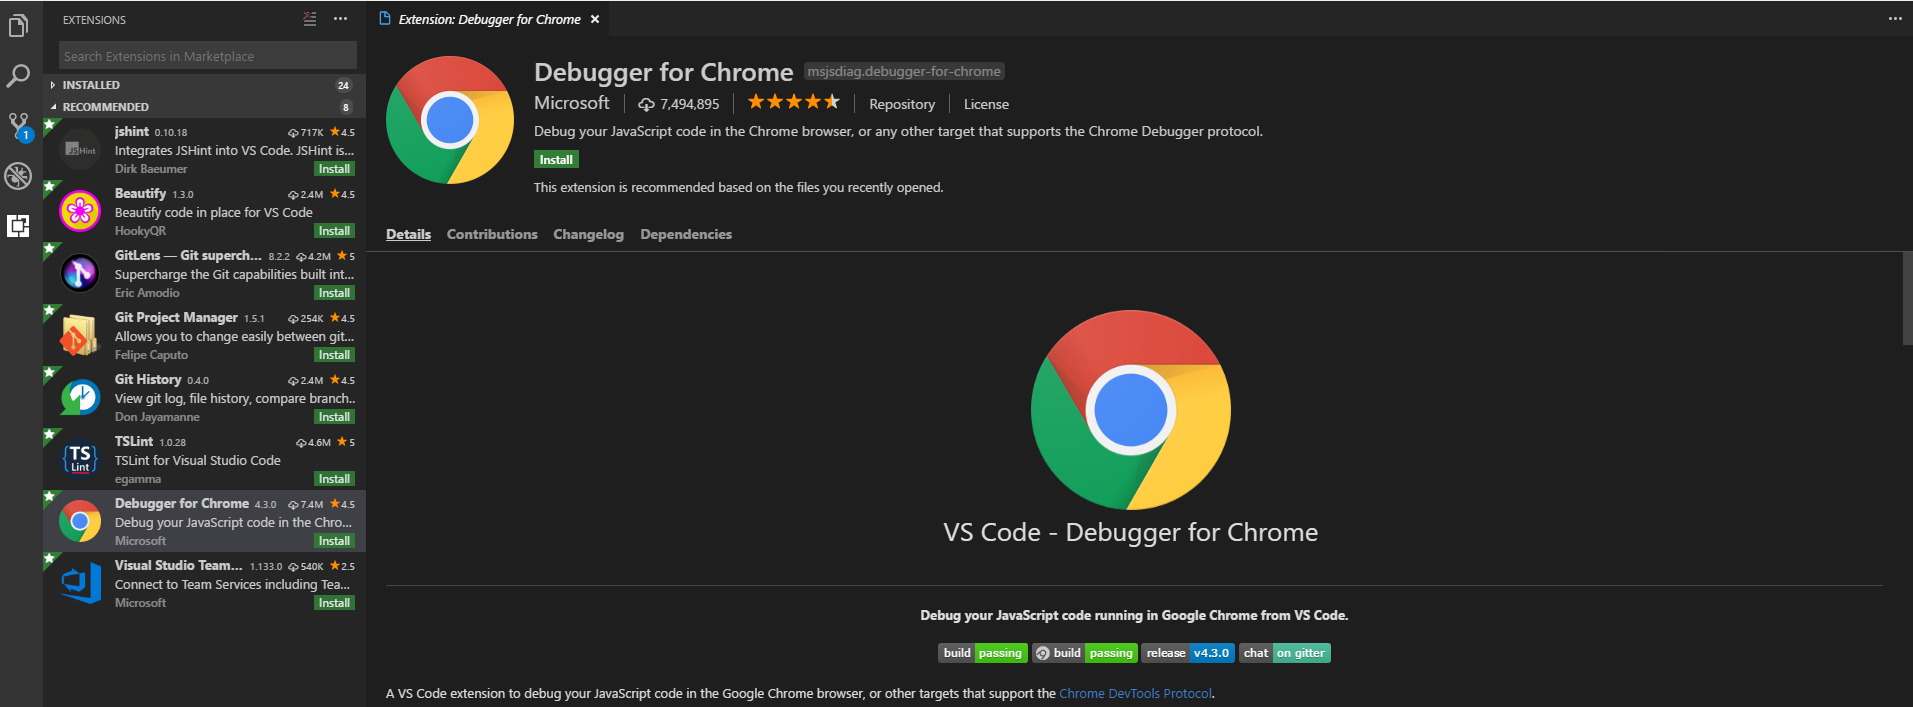 EXTENSIONS
Search Extensions in Marketplace
INSTALLED 24
RECOMMENDED 8
1
JSHint
jshint 0.10.18 717K ★4.5
Integrates JSHint into VS Code. JSHint is...
Dirk Baeumer Install
Beautify 1.3.0 2.4M ★4.5
Beautify code in place for VS Code
HookyQR Install
GitLens — Git superch... 8.2.2 4.2M ★5
Supercharge the Git capabilities built int...
Eric Amodio Install
Git Project Manager 1.5.1 254K ★4.5
Allows you to change easily between git...
Felipe Caputo Install
Git History 0.4.0 2.4M ★4.5
View git log, file history, compare branch..
Don Jayamanne Install
{TS}
Lint
TSLint 1.0.28 4.6M ★5
TSLint for Visual Studio Code
egamma Install
Debugger for Chrome 4.3.0 7.4M ★4.5
Debug your JavaScript code in the Chro...
Microsoft Install
Visual Studio Team... 1.133.0 540K ★2.5
Connect to Team Services including Tea...
Microsoft Install
Extension: Debugger for Chrome ×
Debugger for Chrome msjsdiag.debugger-for-chrome
Microsoft 7,494,895 Repository License
Debug your JavaScript code in the Chrome browser, or any other target that supports the Chrome Debugger protocol.
Install
This extension is recommended based on the files you recently opened.
Details Contributions Changelog Dependencies
VS Code - Debugger for Chrome
Debug your JavaScript code running in Google Chrome from VS Code.
build passing build passing release v4.3.0 chat on gitter
A VS Code extension to debug your JavaScript code in the Google Chrome browser, or other targets that support the Chrome DevTools Protocol.